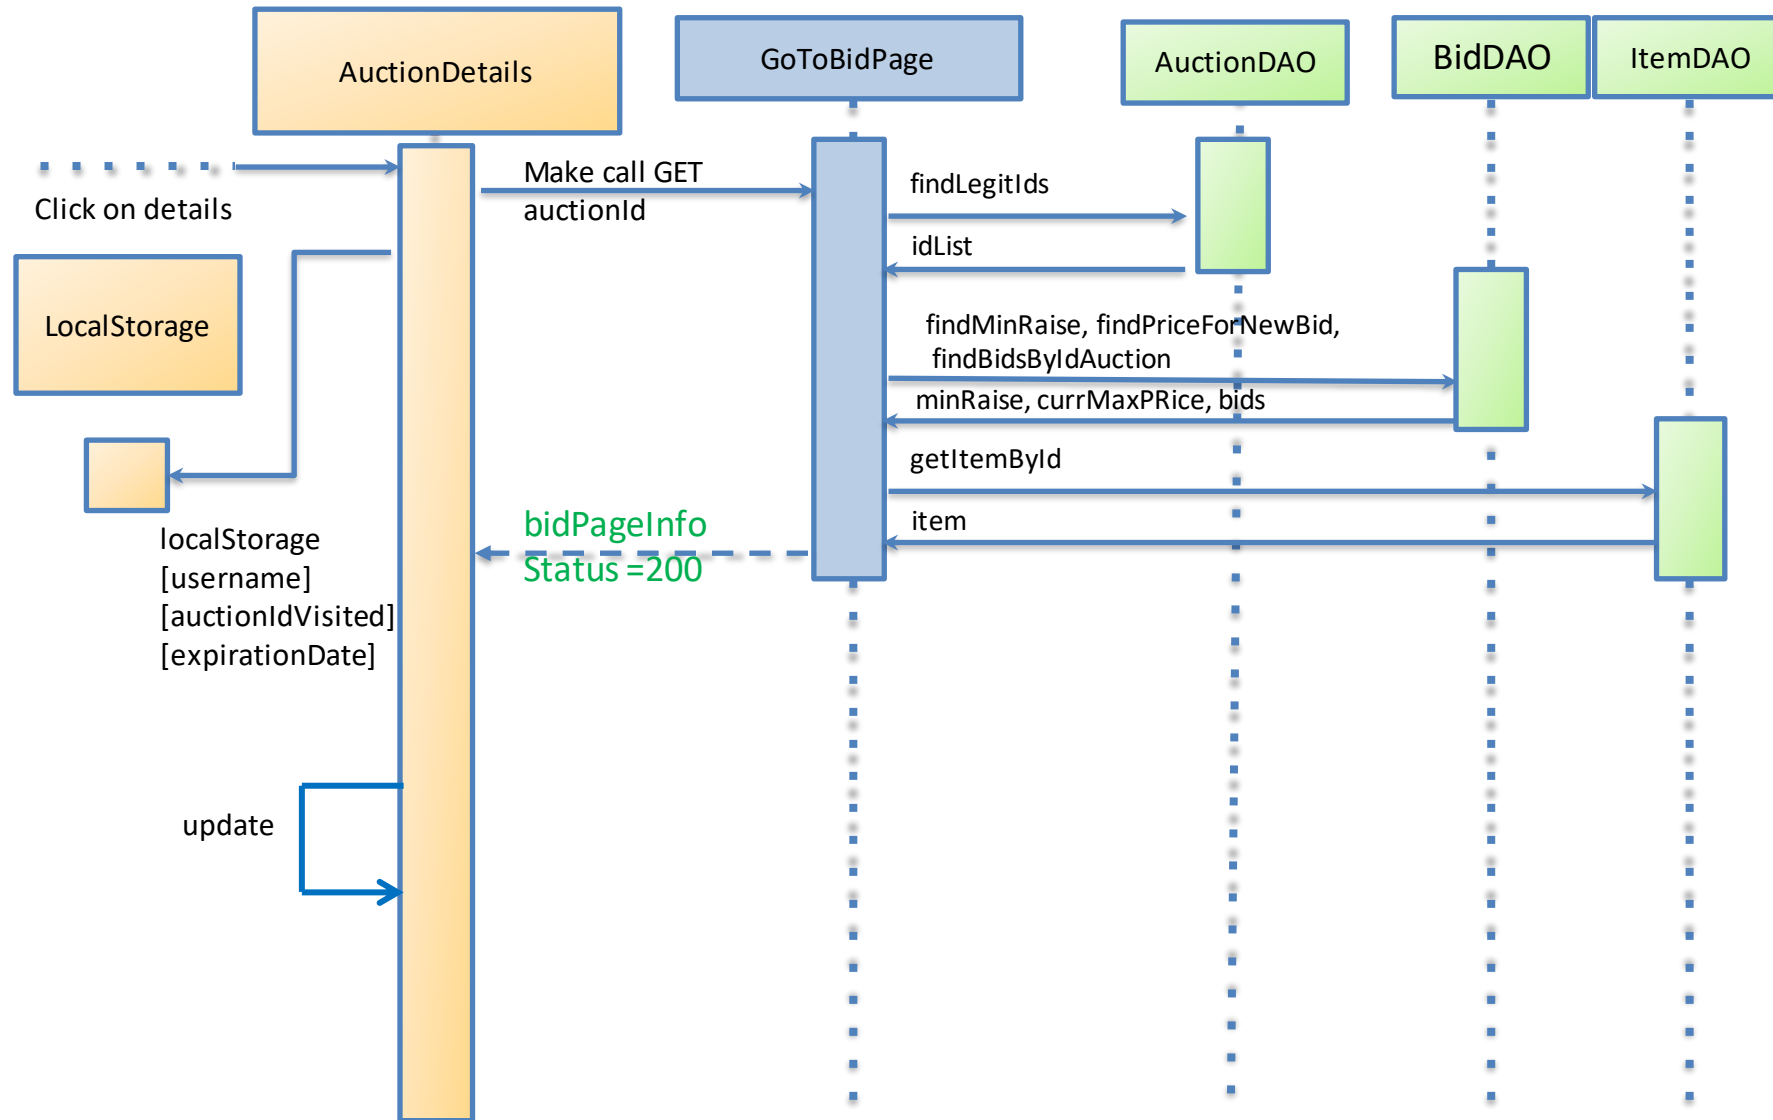 AuctionDetails
GoToBidPage
AuctionDAO
BidDAO
ItemDAO
Click on details
Make call GET
auctionId
findLegitIds
idList
LocalStorage
findMinRaise, findPriceForNewBid,
findBidsByIdAuction
minRaise, currMaxPRice, bids
getItemById
item
bidPageInfo
Status =200
localStorage
[username]
[auctionIdVisited]
[expirationDate]
update